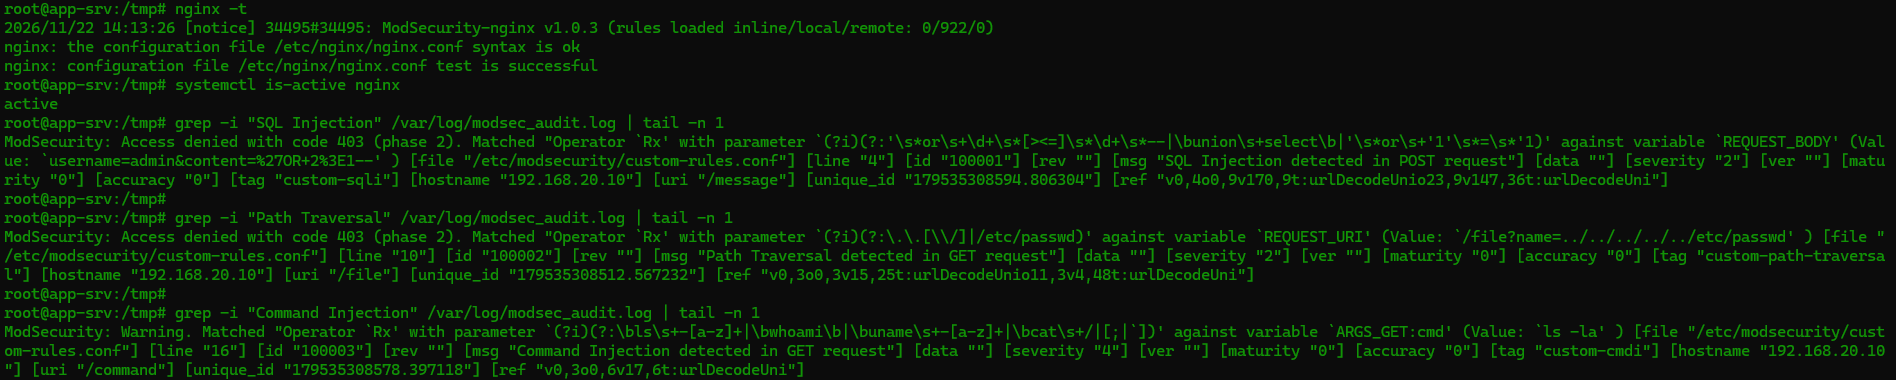 root@app-srv:/tmp# nginx -t
2026/11/22 14:13:26 [notice] 34495#34495: ModSecurity-nginx v1.0.3 (rules loaded inline/local/remote: 0/922/0)
nginx: the configuration file /etc/nginx/nginx.conf syntax is ok
nginx: configuration file /etc/nginx/nginx.conf test is successful
root@app-srv:/tmp# systemctl is-active nginx
active
root@app-srv:/tmp# grep -i "SQL Injection" /var/log/modsec_audit.log | tail -n 1
ModSecurity: Access denied with code 403 (phase 2). Matched "Operator `Rx' with parameter `(?i)(?:'\s*or\s+\d+\s*[><=]\s*\d+\s*--|\bunion\s+select\b|'\s*or\s+'1'\s*=\s*'1)' against variable `REQUEST_BODY' (Val
ue: `username=admin&content=%27OR+2%3E1--' ) [file "/etc/modsecurity/custom-rules.conf"] [line "4"] [id "100001"] [rev ""] [msg "SQL Injection detected in POST request"] [data ""] [severity "2"] [ver ""] [matu
rity "0"] [accuracy "0"] [tag "custom-sqli"] [hostname "192.168.20.10"] [uri "/message"] [unique_id "179535308594.806304"] [ref "v0,4o0,9v170,9t:urlDecodeUnio23,9v147,36t:urlDecodeUni"]
root@app-srv:/tmp#
root@app-srv:/tmp# grep -i "Path Traversal" /var/log/modsec_audit.log | tail -n 1
ModSecurity: Access denied with code 403 (phase 2). Matched "Operator `Rx' with parameter `(?i)(?:\.\.[\\/]|/etc/passwd)' against variable `REQUEST_URI' (Value: `/file?name=../../../../../etc/passwd' ) [file "
/etc/modsecurity/custom-rules.conf"] [line "10"] [id "100002"] [rev ""] [msg "Path Traversal detected in GET request"] [data ""] [severity "2"] [ver ""] [maturity "0"] [accuracy "0"] [tag "custom-path-traversa
l"] [hostname "192.168.20.10"] [uri "/file"] [unique_id "179535308512.567232"] [ref "v0,3o0,3v15,25t:urlDecodeUnio11,3v4,48t:urlDecodeUni"]
root@app-srv:/tmp#
root@app-srv:/tmp# grep -i "Command Injection" /var/log/modsec_audit.log | tail -n 1
ModSecurity: Warning. Matched "Operator `Rx' with parameter `(?i)(?:\bls\s+-[a-z]+|\bwhoami\b|\buname\s+-[a-z]+|\bcat\s+/|[;|`])' against variable `ARGS_GET:cmd' (Value: `ls -la' ) [file "/etc/modsecurity/cust
om-rules.conf"] [line "16"] [id "100003"] [rev ""] [msg "Command Injection detected in GET request"] [data ""] [severity "4"] [ver ""] [maturity "0"] [accuracy "0"] [tag "custom-cmdi"] [hostname "192.168.20.10
"] [uri "/command"] [unique_id "179535308578.397118"] [ref "v0,3o0,6v17,6t:urlDecodeUni"]